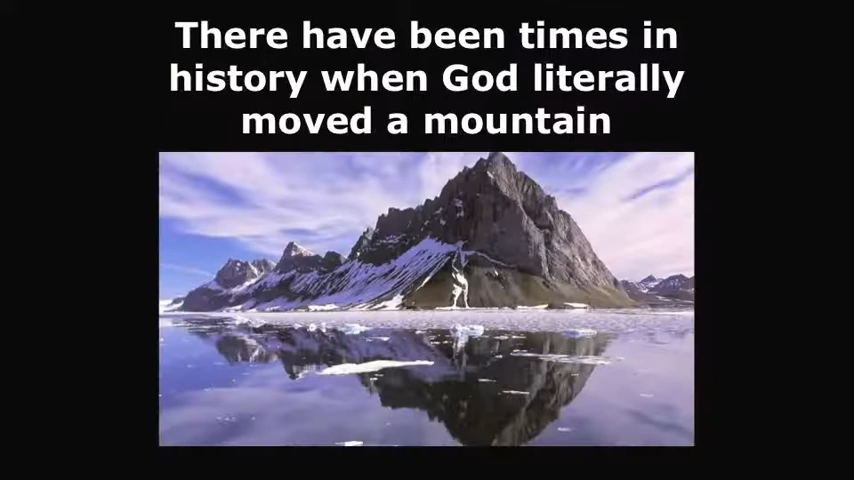 There have been times in
history when God literally
moved a mountain